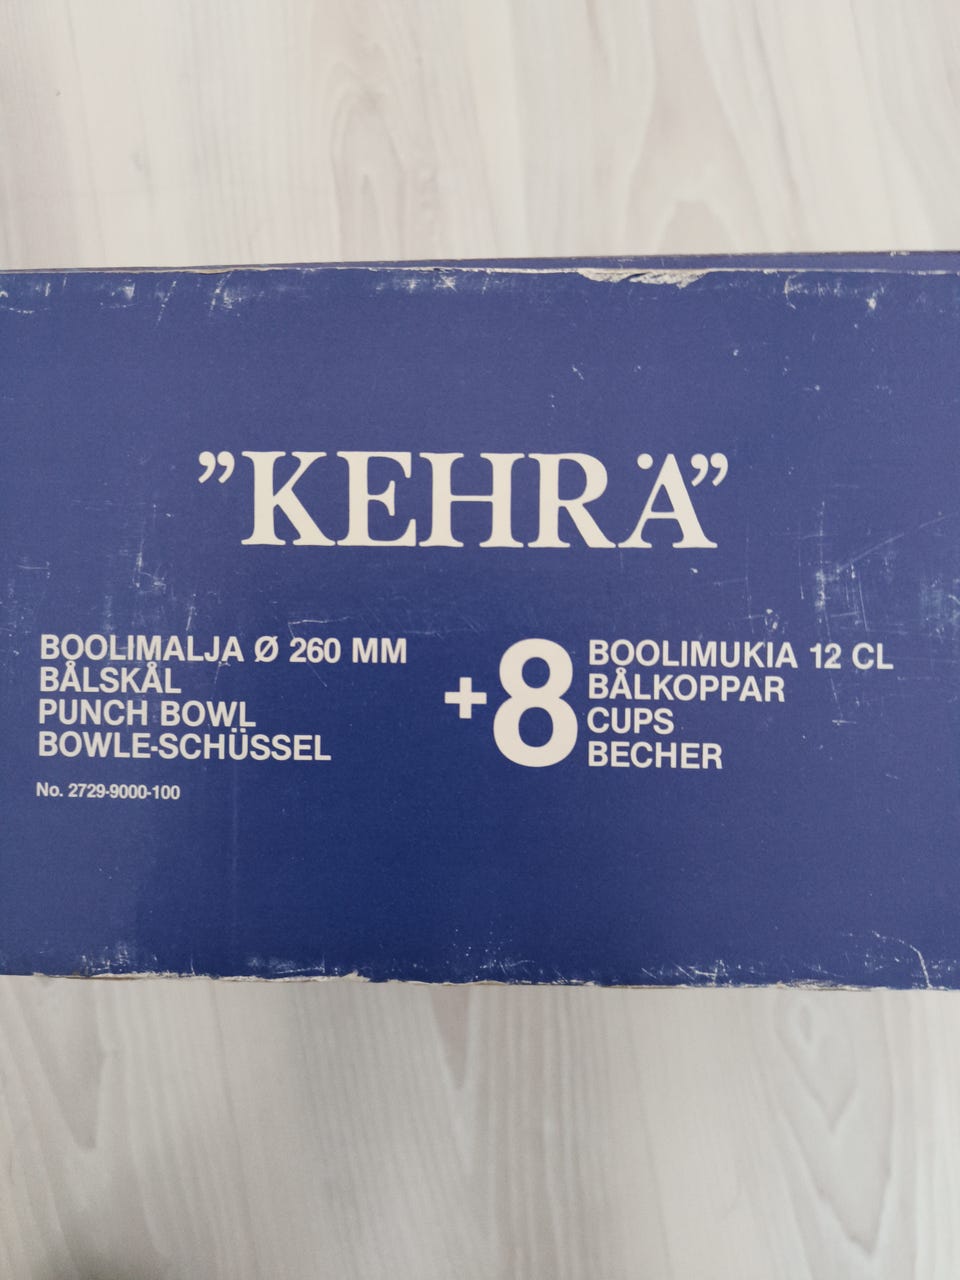 ”KEHRÄ”
BOOLIMALJA Ø 260 MM
BÅLSKÅL
PUNCH BOWL
BOWLE-SCHÜSSEL
No. 2729-9000-100
+8
BOOLIMUKIA 12 CL
BÅLKOPPAR
CUPS
BECHER